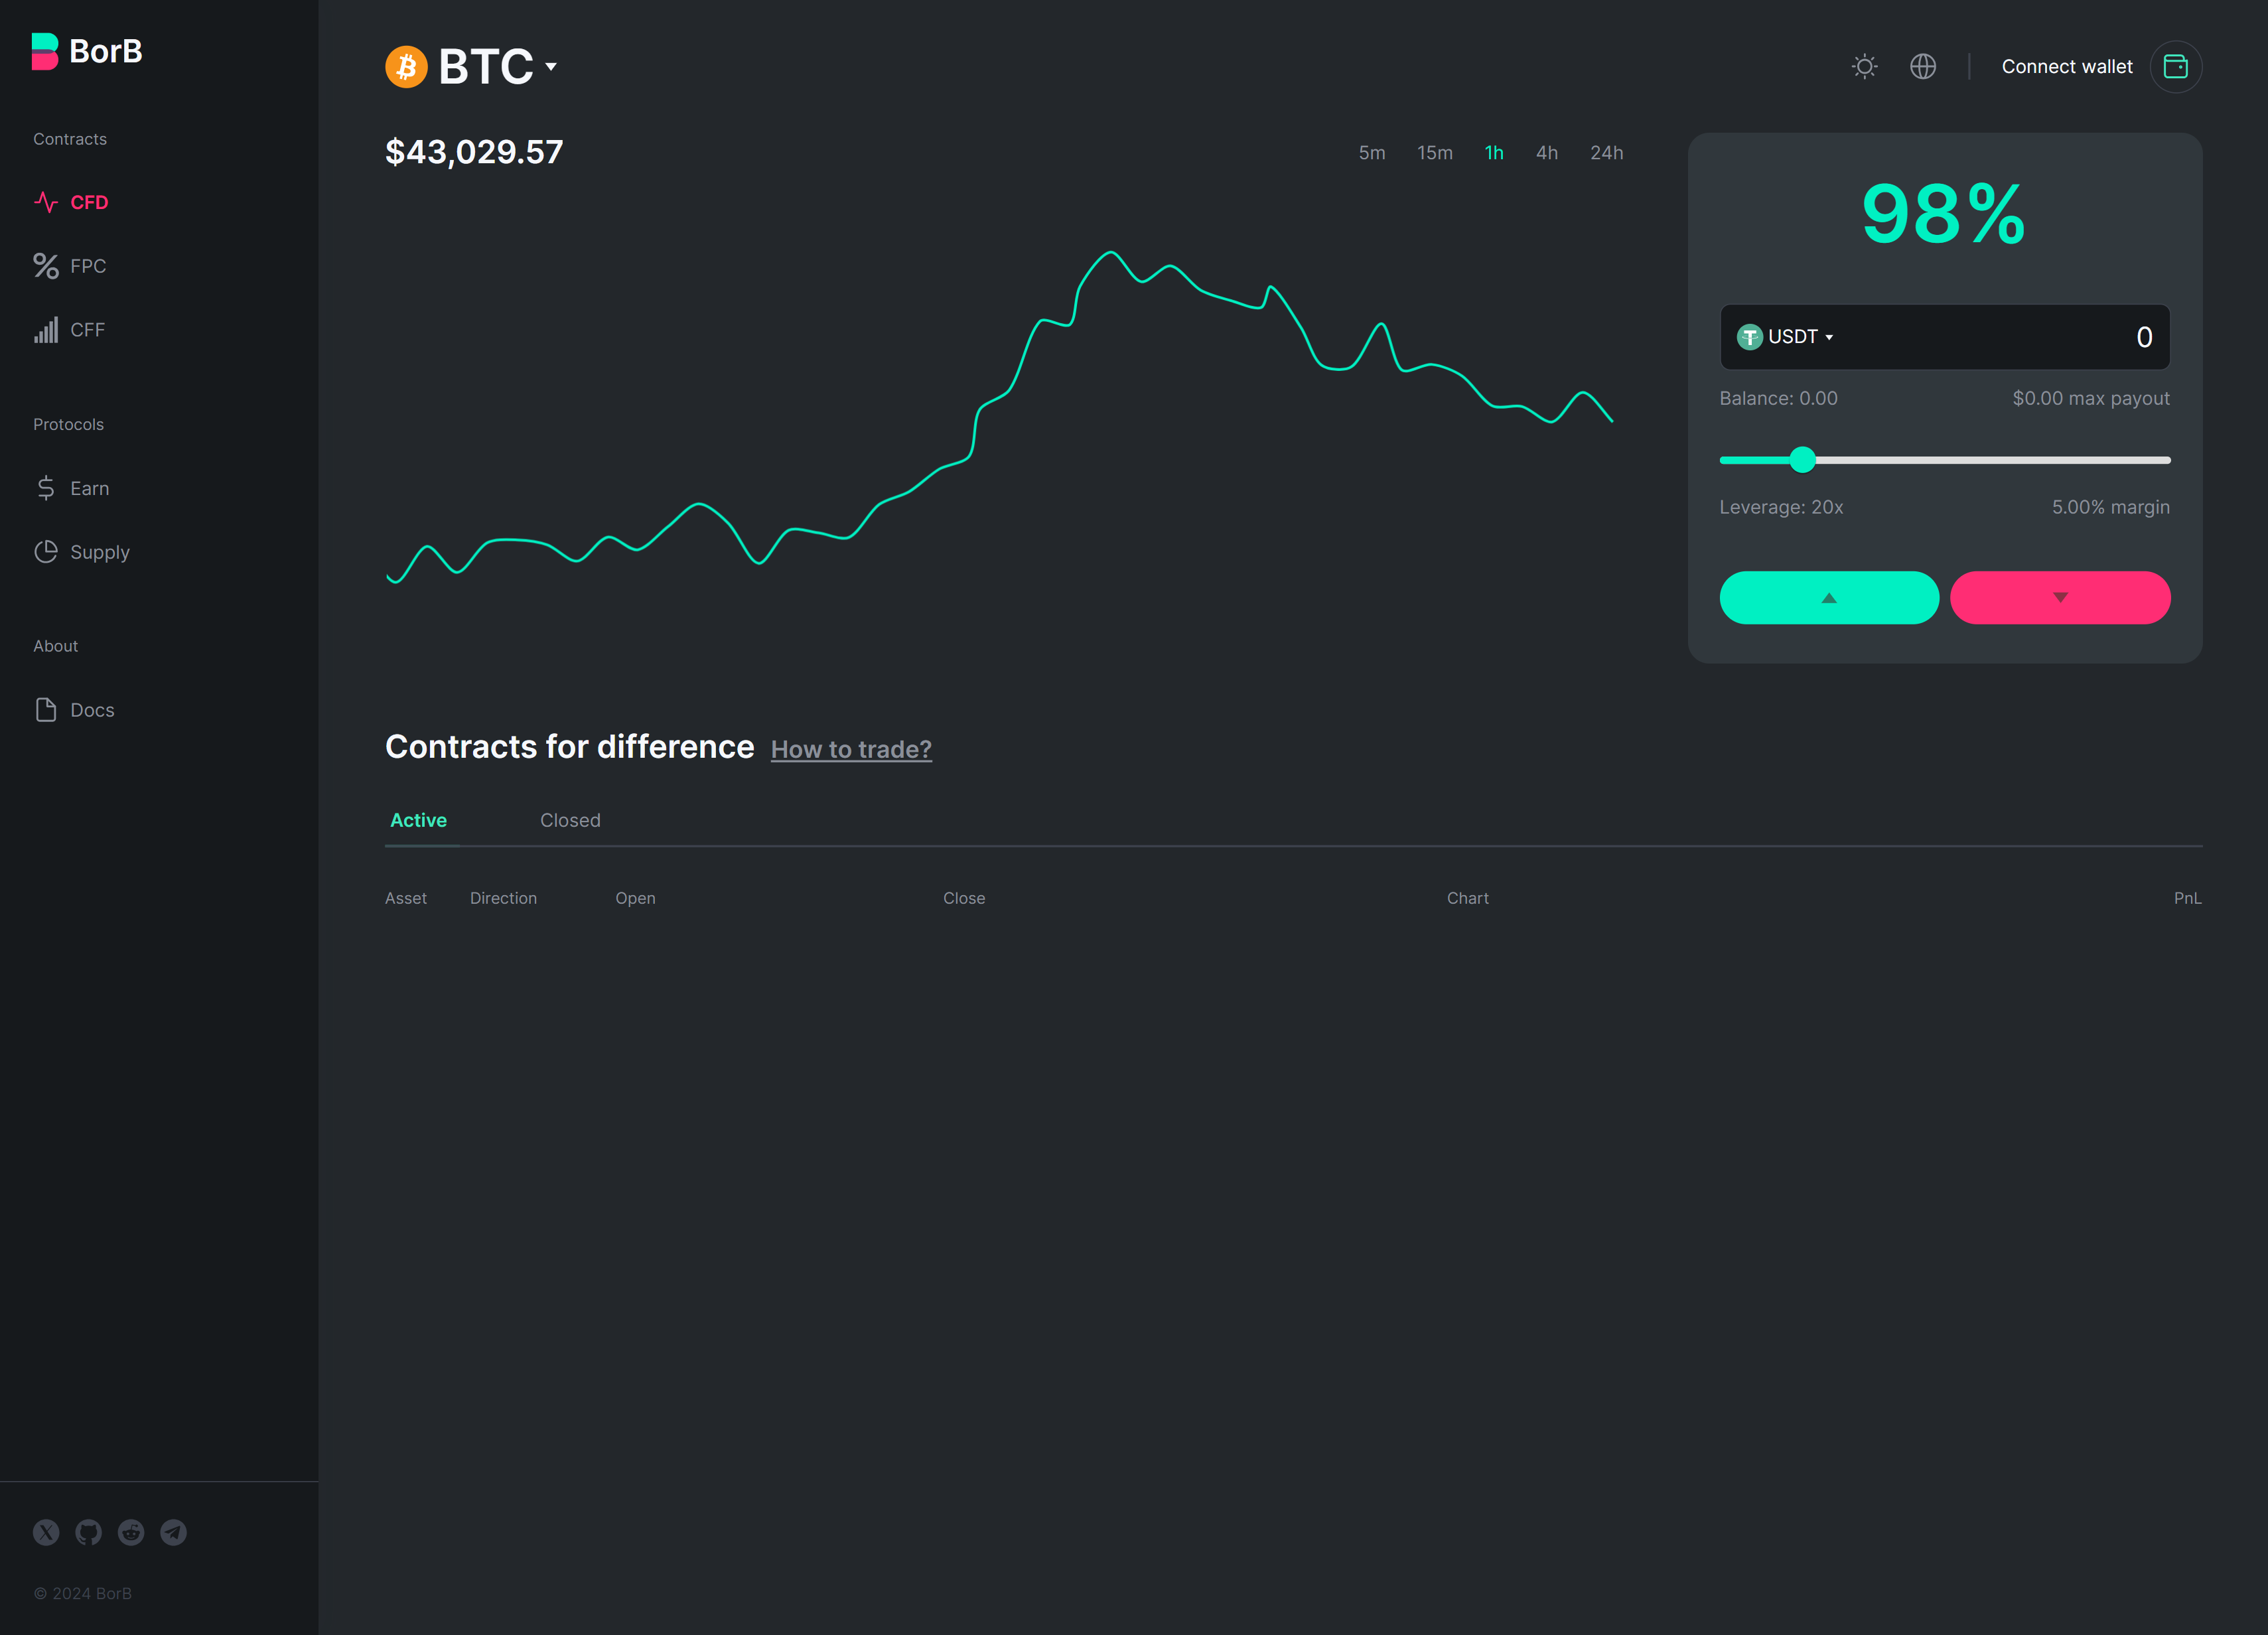 BorB
Contracts
CFD
FPC
CFF
Protocols
Earn
Supply
About
Docs
© 2024 BorB
BTC
Connect wallet
$43,029.57
5m 15m 1h 4h 24h
98%
USDT 0
Balance: 0.00 $0.00 max payout
Leverage: 20x 5.00% margin
Contracts for difference How to trade?
Active Closed
Asset Direction Open Close Chart PnL